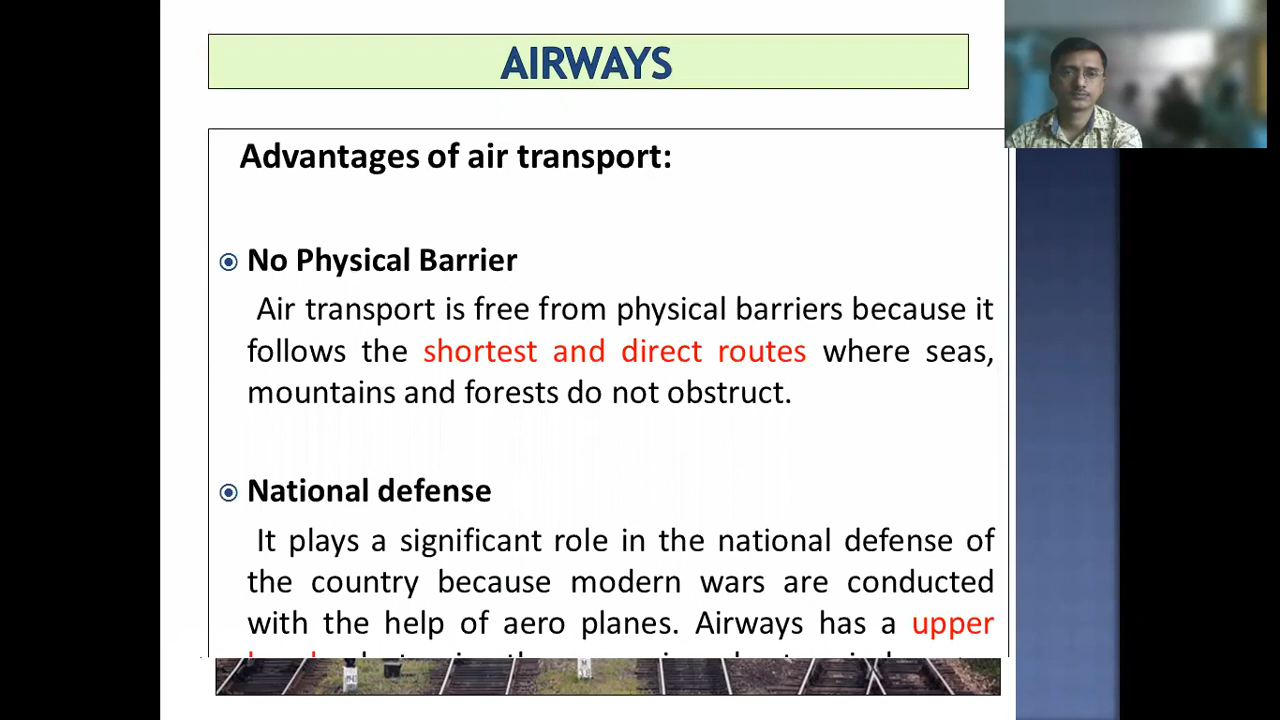 AIRWAYS
Advantages of air transport:
No Physical Barrier
Air transport is free from physical barriers because it
follows the shortest and direct routes where seas,
mountains and forests do not obstruct.
National defense
It plays a significant role in the national defense of
the country because modern wars are conducted
with the help of aero planes. Airways has a upper